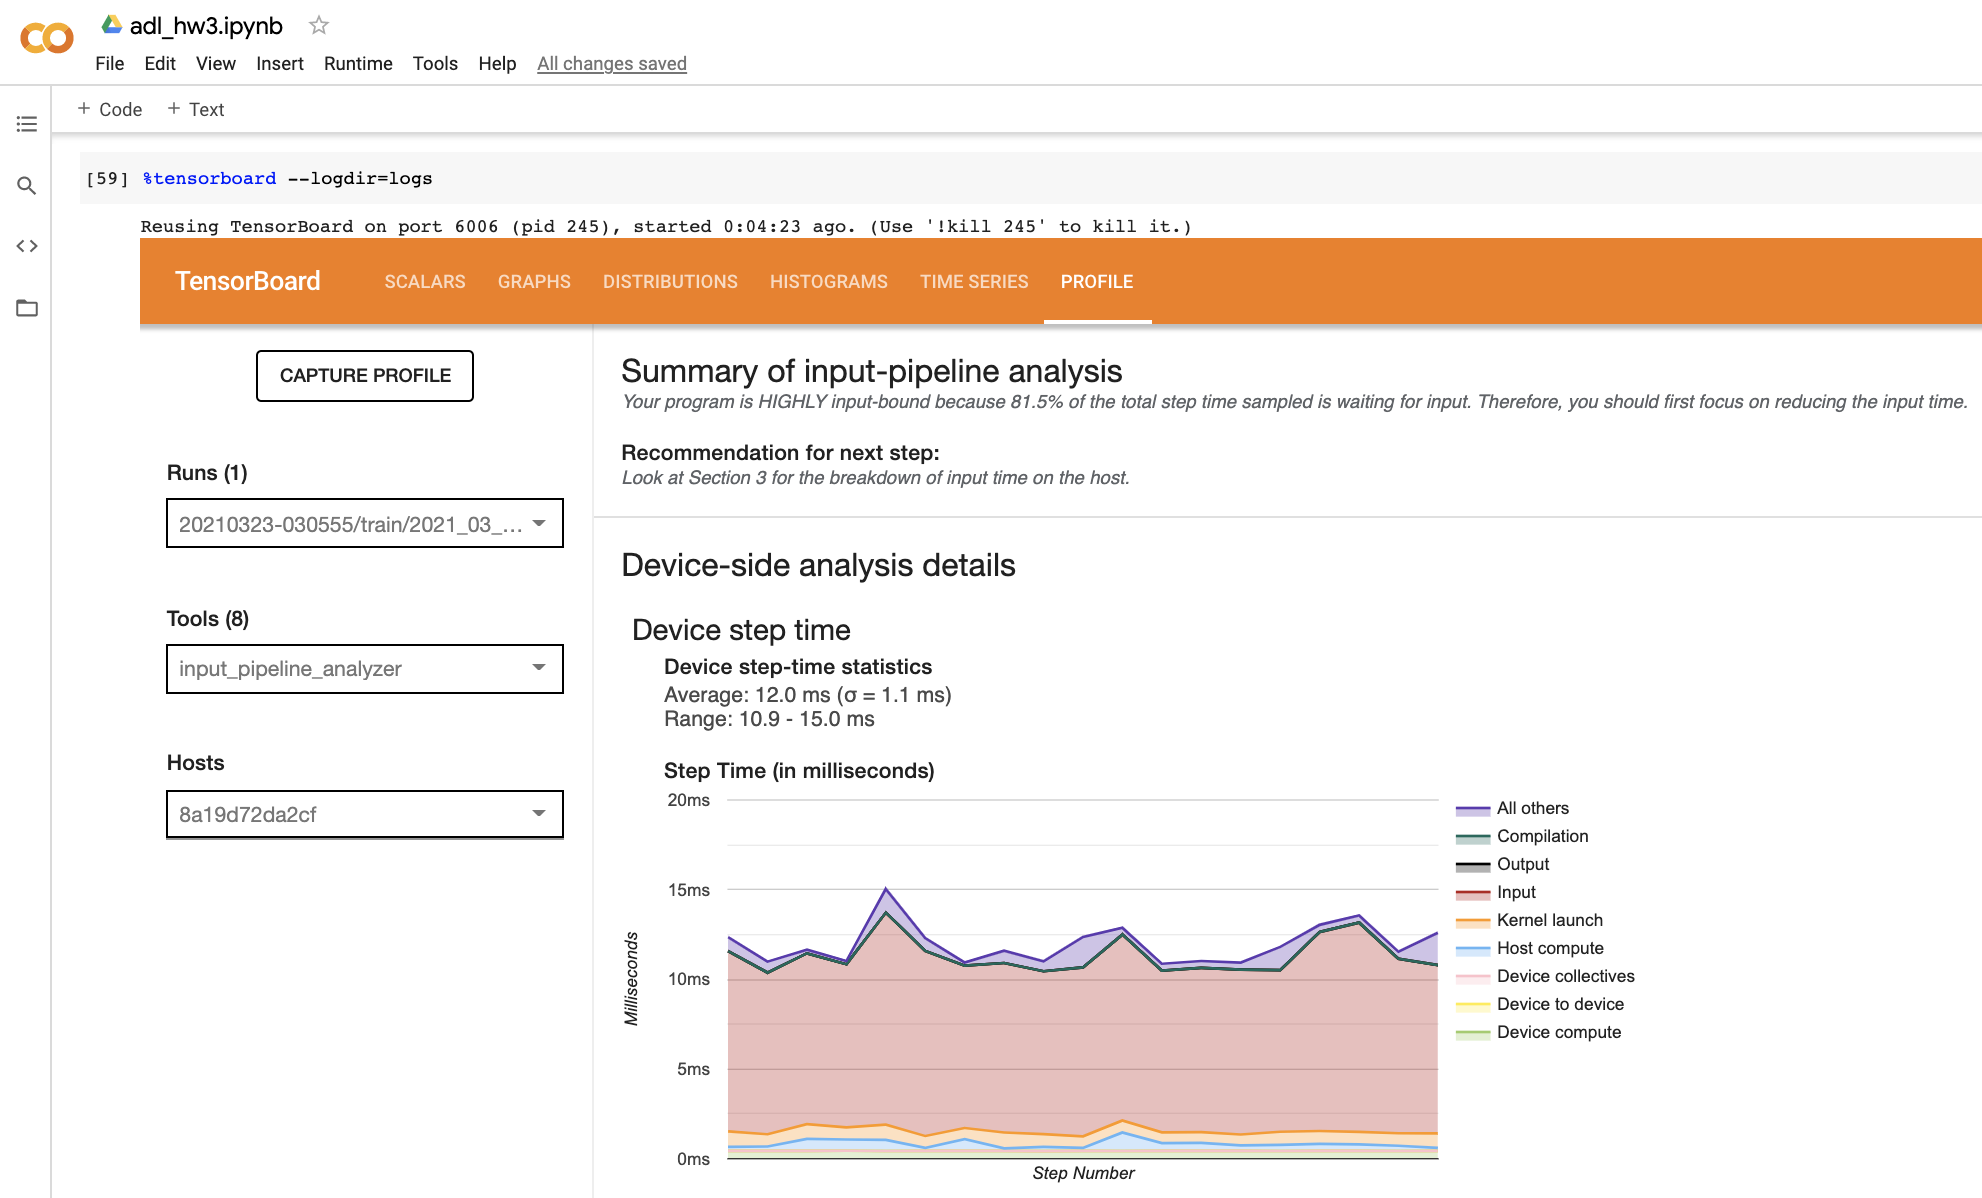 adl_hw3.ipynb
File Edit View Insert Runtime Tools Help All changes saved
+ Code + Text
[59] %tensorboard --logdir=logs
Reusing TensorBoard on port 6006 (pid 245), started 0:04:23 ago. (Use '!kill 245' to kill it.)
TensorBoard SCALARS GRAPHS DISTRIBUTIONS HISTOGRAMS TIME SERIES PROFILE
CAPTURE PROFILE
Runs (1)
20210323-030555/train/2021_03_...
Tools (8)
input_pipeline_analyzer
Hosts
8a19d72da2cf
Summary of input-pipeline analysis
Your program is HIGHLY input-bound because 81.5% of the total step time sampled is waiting for input. Therefore, you should first focus on reducing the input time.
Recommendation for next step:
Look at Section 3 for the breakdown of input time on the host.
Device-side analysis details
Device step time
Device step-time statistics
Average: 12.0 ms (σ = 1.1 ms)
Range: 10.9 - 15.0 ms
Step Time (in milliseconds)
20ms
15ms
10ms
5ms
0ms
Milliseconds
Step Number
All others
Compilation
Output
Input
Kernel launch
Host compute
Device collectives
Device to device
Device compute